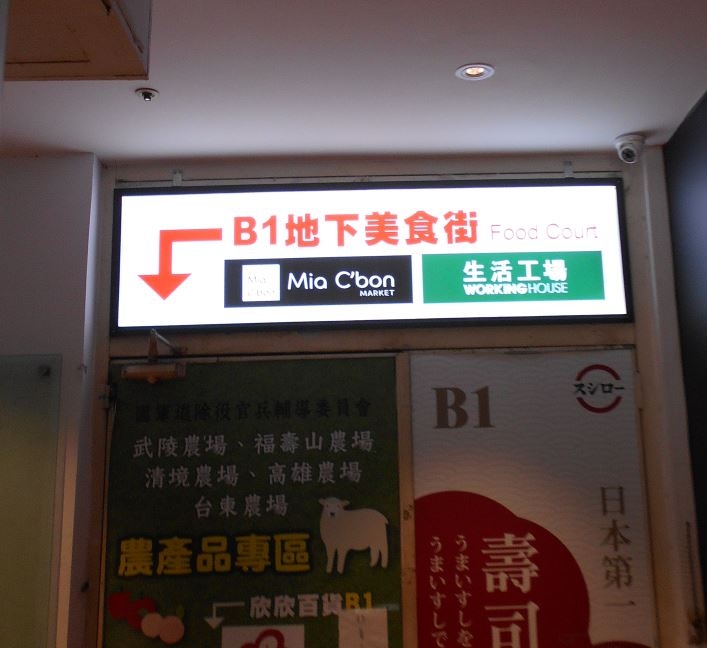 B1地下美食街 Food Court
Mia C'bon
Mia C'bon
MARKET
生活工場
WORKING HOUSE
國軍退除役官兵輔導委員會
武陵農場、福壽山農場
清境農場、高雄農場
台東農場
農產品專區
欣欣百貨B1
B1
スシロー
日本第一
壽司
うまいすしを
うまいすしで